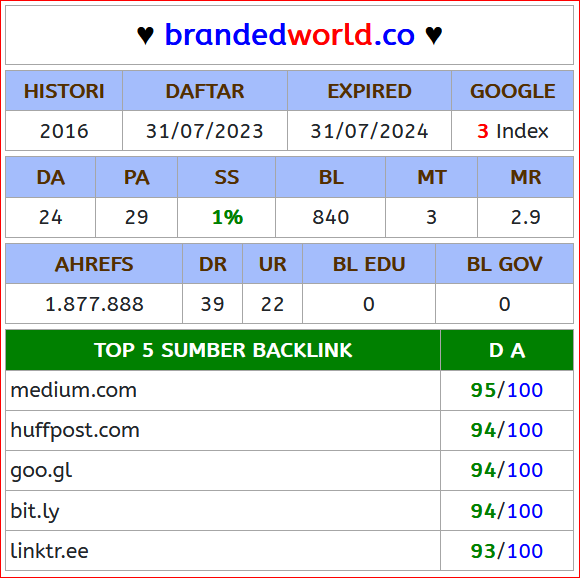 ♥ brandedworld.co ♥
HISTORI DAFTAR EXPIRED GOOGLE
2016 31/07/2023 31/07/2024 3 Index
DA PA SS BL MT MR
24 29 1% 840 3 2.9
AHREFS DR UR BL EDU BL GOV
1.877.888 39 22 0 0
TOP 5 SUMBER BACKLINK D A
medium.com 95/100
huffpost.com 94/100
goo.gl 94/100
bit.ly 94/100
linktr.ee 93/100